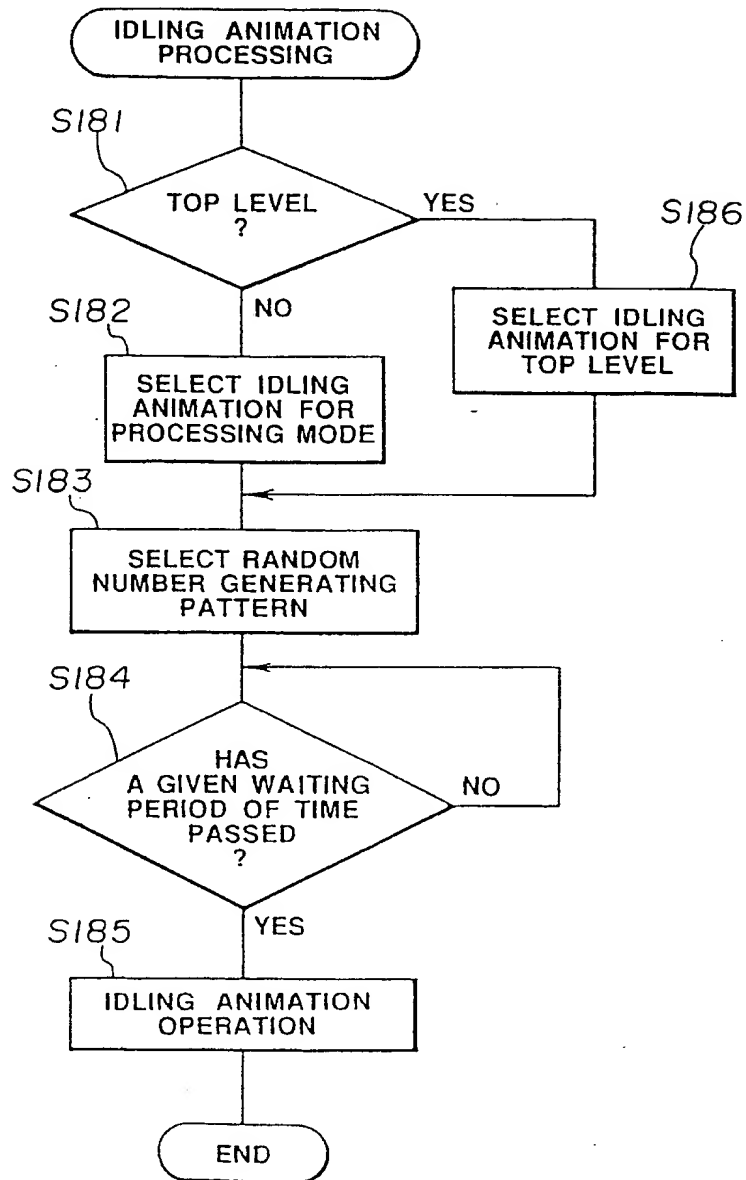 IDLING ANIMATION
PROCESSING
S181
TOP LEVEL
?
YES
S186
SELECT IDLING
ANIMATION FOR
TOP LEVEL
NO
S182
SELECT IDLING
ANIMATION FOR
PROCESSING MODE
S183
SELECT RANDOM
NUMBER GENERATING
PATTERN
S184
HAS
A GIVEN WAITING
PERIOD OF TIME
PASSED
?
NO
YES
S185
IDLING ANIMATION
OPERATION
END